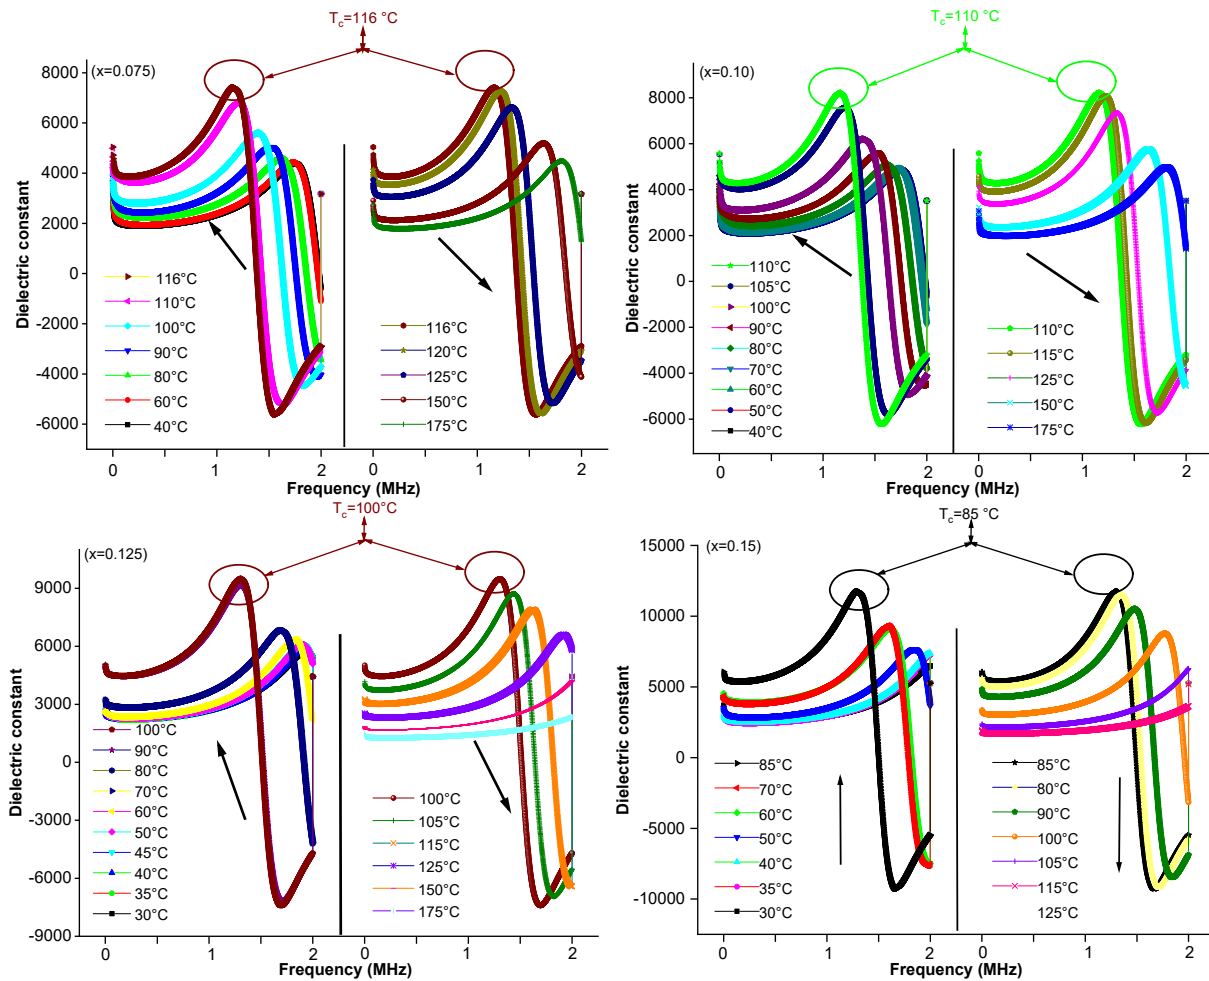 T_c=116 °C
(x=0.075)
8000
6000
4000
2000
0
-2000
-4000
-6000
Dielectric constant
116°C
110°C
100°C
90°C
80°C
60°C
40°C
116°C
120°C
125°C
150°C
175°C
0
1
2
0
1
2
Frequency (MHz)
T_c=110 °C
(x=0.10)
8000
6000
4000
2000
0
-2000
-4000
-6000
Dielectric constant
110°C
105°C
100°C
90°C
80°C
70°C
60°C
50°C
40°C
110°C
115°C
125°C
150°C
175°C
0
1
2
0
1
2
Frequency (MHz)
T_c=100°C
(x=0.125)
9000
6000
3000
0
-3000
-6000
-9000
Dielectric constant
100°C
90°C
80°C
70°C
60°C
50°C
45°C
40°C
35°C
30°C
100°C
105°C
115°C
125°C
150°C
175°C
0
1
2
0
1
2
Frequency (MHz)
T_c=85 °C
(x=0.15)
15000
10000
5000
0
-5000
-10000
Dielectric constant
85°C
70°C
60°C
50°C
40°C
35°C
30°C
85°C
80°C
90°C
100°C
105°C
115°C
125°C
0
1
2
0
1
2
Frequency (MHz)